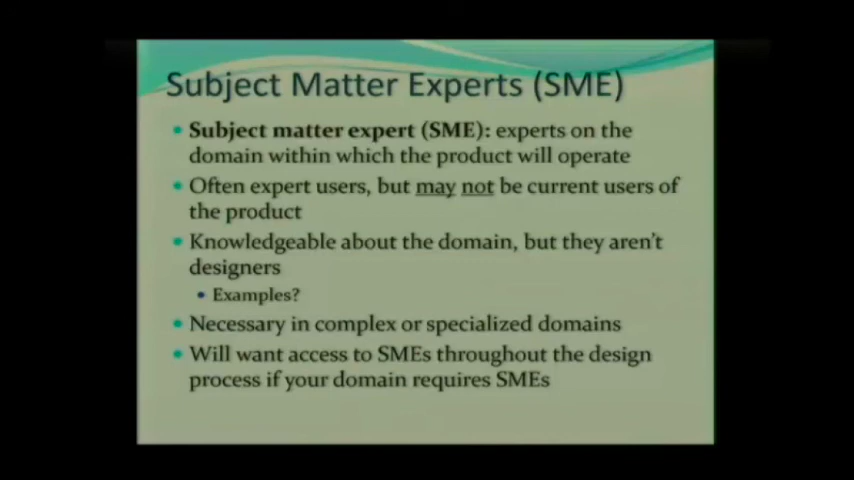 Subject Matter Experts (SME)
• Subject matter expert (SME): experts on the
domain within which the product will operate
• Often expert users, but may not be current users of
the product
• Knowledgeable about the domain, but they aren't
designers
• Examples?
• Necessary in complex or specialized domains
• Will want access to SMEs throughout the design
process if your domain requires SMEs